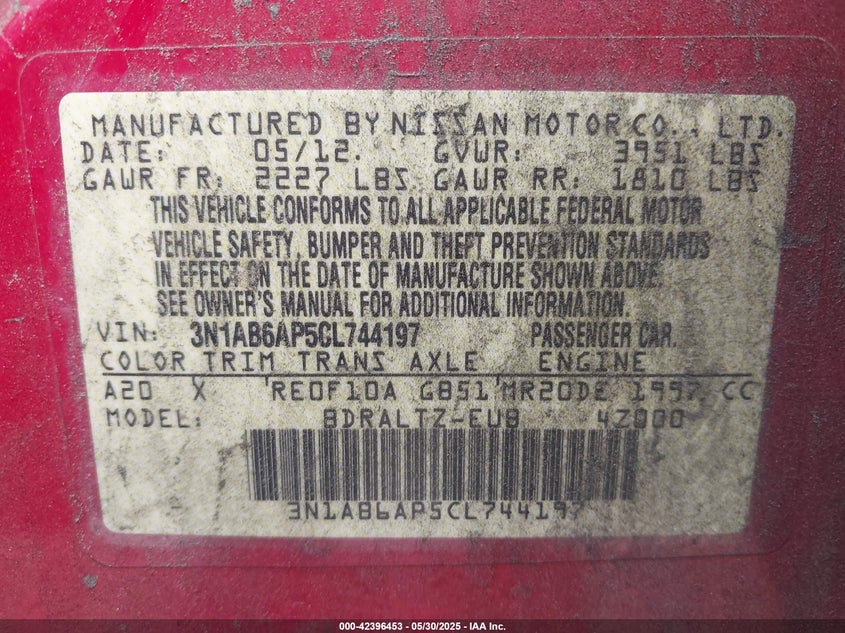 MANUFACTURED BY NISSAN MOTOR CO., LTD.
DATE: 05/12. GVWR: 3951 LBS
GAWR FR: 2227 LBS GAWR RR: 1810 LBS
THIS VEHICLE CONFORMS TO ALL APPLICABLE FEDERAL MOTOR
VEHICLE SAFETY, BUMPER AND THEFT PREVENTION STANDARDS
IN EFFECT ON THE DATE OF MANUFACTURE SHOWN ABOVE.
SEE OWNER'S MANUAL FOR ADDITIONAL INFORMATION.
VIN: 3N1AB6AP5CL744197 PASSENGER CAR.
COLOR TRIM TRANS AXLE ENGINE
A20 X 'RE0F10A GB51'MR20DE 1997 CC
MODEL: BDRALTZ-EUB 4Z000
3N1AB6AP5CL744197
000-42396453 - 05/30/2025 - IAA Inc.